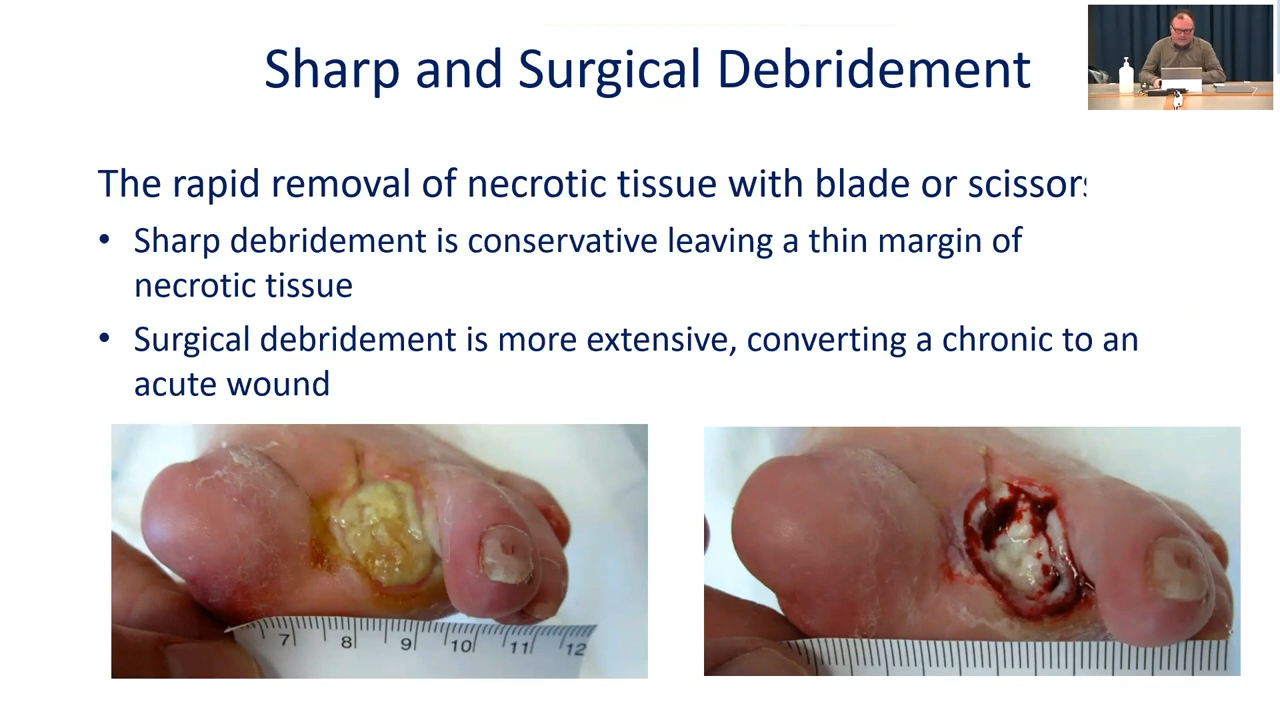 Sharp and Surgical Debridement
The rapid removal of necrotic tissue with blade or scissors
• Sharp debridement is conservative leaving a thin margin of
necrotic tissue
• Surgical debridement is more extensive, converting a chronic to an
acute wound
7 8 9 10 11 12